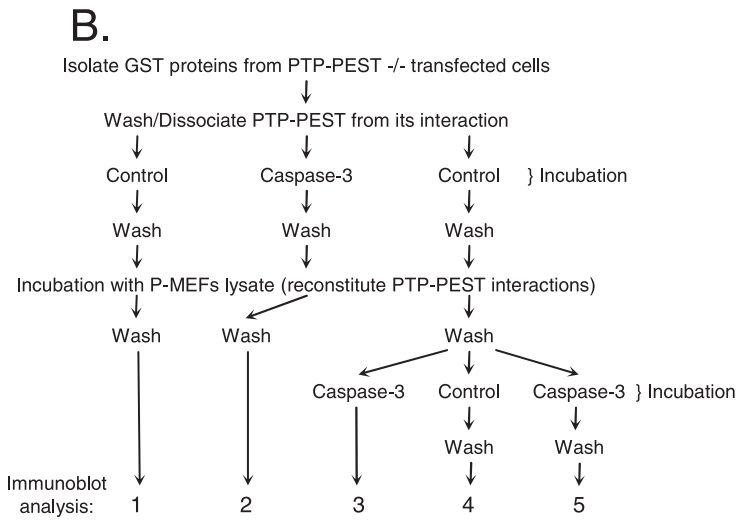 B.
Isolate GST proteins from PTP-PEST -/- transfected cells
Wash/Dissociate PTP-PEST from its interaction
Control Caspase-3 Control } Incubation
Wash Wash Wash
Incubation with P-MEFs lysate (reconstitute PTP-PEST interactions)
Wash Wash Wash
Caspase-3 Control Caspase-3 } Incubation
Wash Wash
Immunoblot
analysis: 1 2 3 4 5